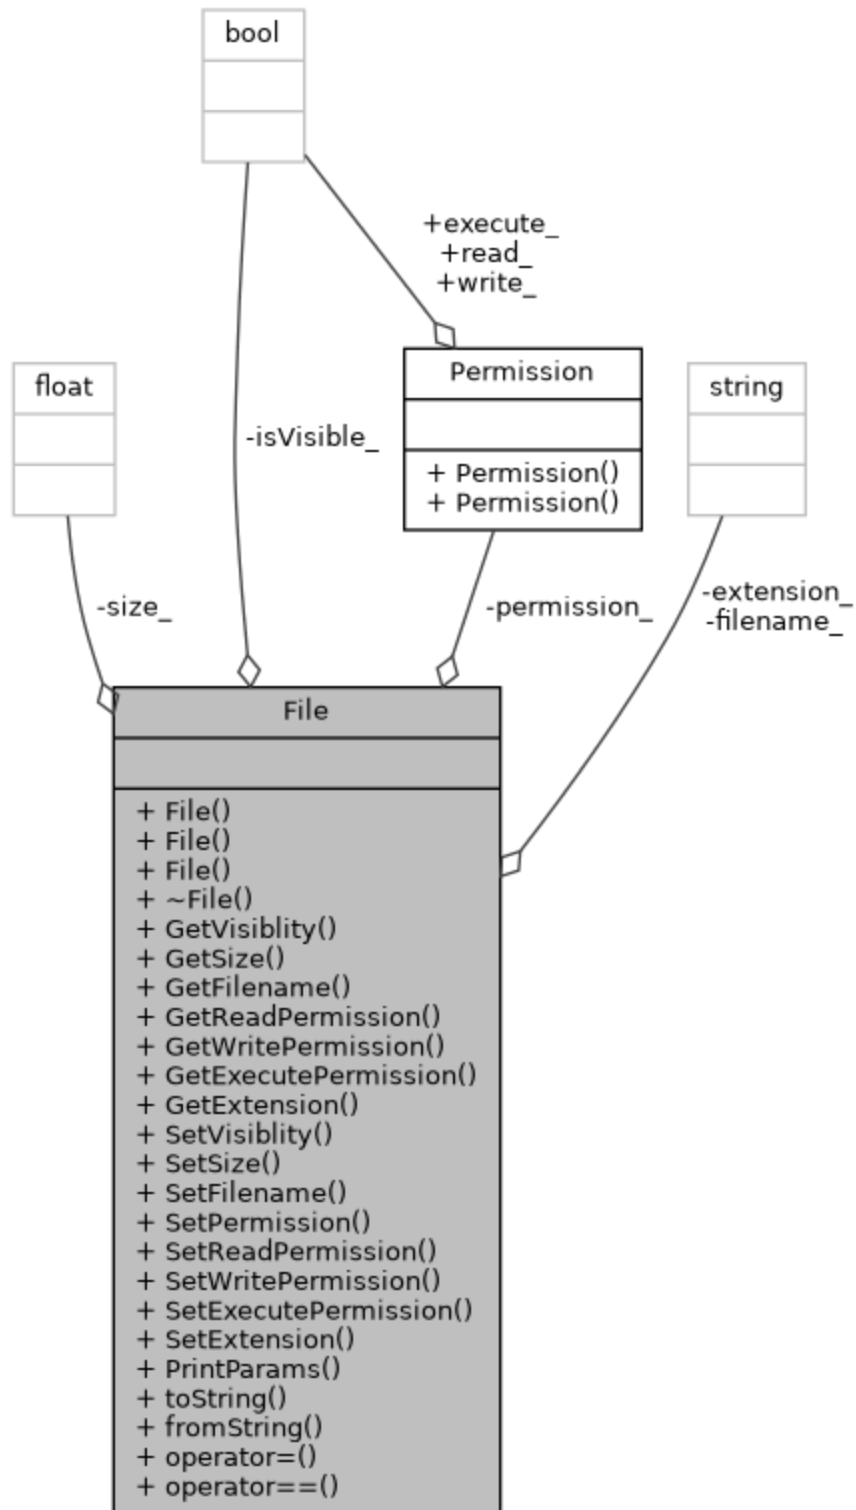 bool
+execute_
+read_
+write_
float
Permission
string
-isVisible_
+ Permission()
+ Permission()
-size_
-permission_
-extension_
-filename_
File
+ File()
+ File()
+ File()
+ ~File()
+ GetVisiblity()
+ GetSize()
+ GetFilename()
+ GetReadPermission()
+ GetWritePermission()
+ GetExecutePermission()
+ GetExtension()
+ SetVisiblity()
+ SetSize()
+ SetFilename()
+ SetPermission()
+ SetReadPermission()
+ SetWritePermission()
+ SetExecutePermission()
+ SetExtension()
+ PrintParams()
+ toString()
+ fromString()
+ operator=()
+ operator==()